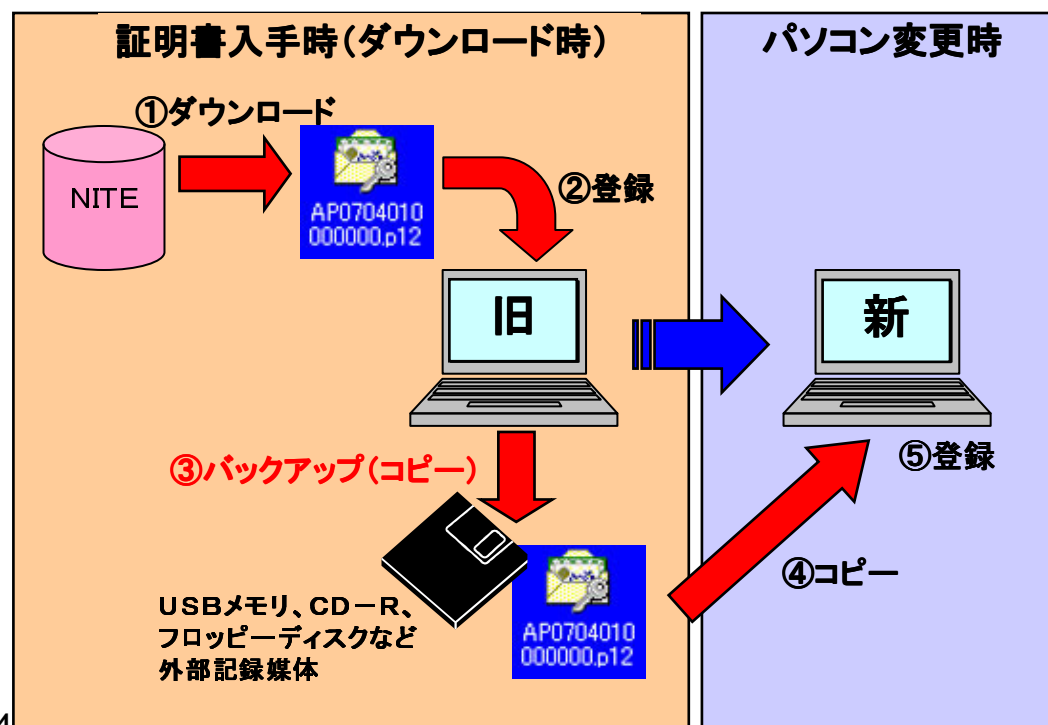 証明書入手時(ダウンロード時)
パソコン変更時
①ダウンロード
NITE
AP0704010
000000.p12
②登録
旧
新
③バックアップ(コピー)
⑤登録
④コピー
USBメモリ、CD-R、
フロッピーディスクなど
外部記録媒体
AP0704010
000000.p12
4